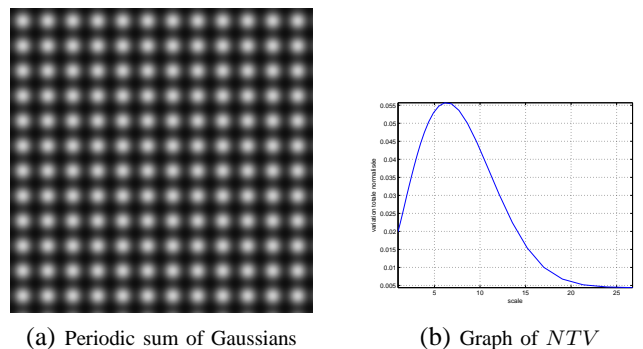 0.055
0.05
0.045
0.04
0.035
0.03
0.025
0.02
0.015
0.01
0.005
variation totale normalisée
5 10 15 20 25
scale
(a) Periodic sum of Gaussians
(b) Graph of NTV